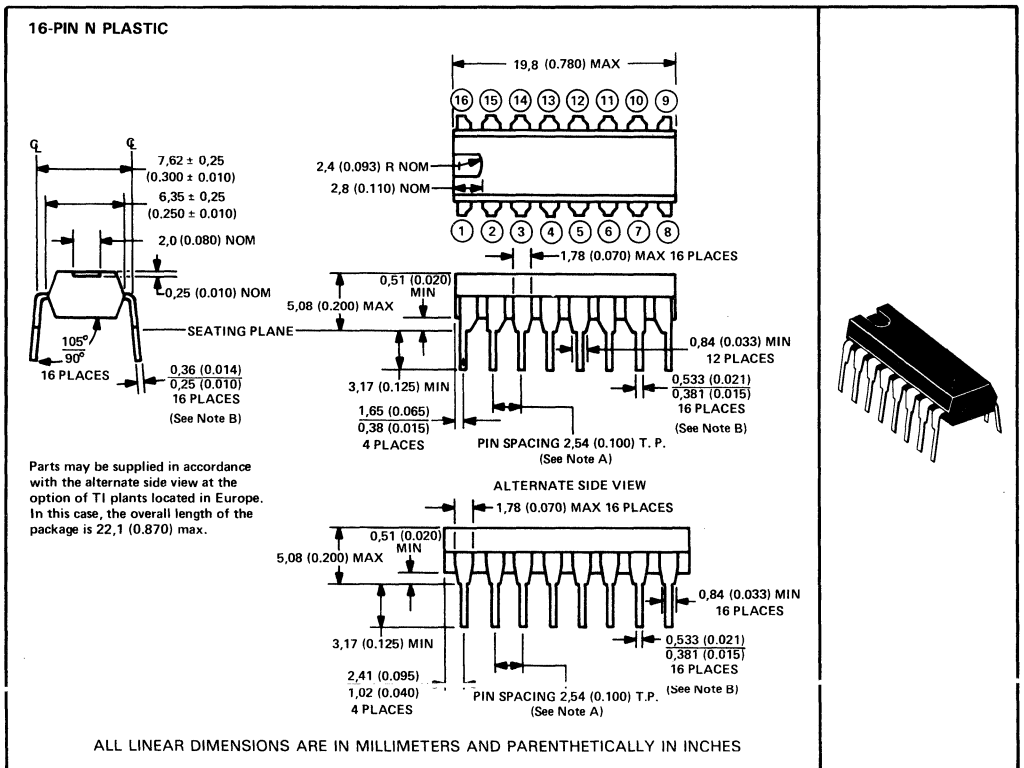 16-PIN N PLASTIC
19,8 (0.780) MAX
16 15 14 13 12 11 10 9
2,4 (0.093) R NOM
2.8 (0.110) NOM
1 2 3 4 5 6 7 8
℄ ℄
7,62 ± 0,25
(0.300 ± 0.010)
6,35 ± 0,25
(0.250 ± 0.010)
2,0 (0.080) NOM
0,25 (0.010) NOM
105°
90°
16 PLACES
0,36 (0.014)
0,25 (0.010)
16 PLACES
(See Note B)
SEATING PLANE
1,78 (0.070) MAX 16 PLACES
0,51 (0.020)
MIN
5,08 (0.200) MAX
3,17 (0.125) MIN
0,84 (0.033) MIN
12 PLACES
0,533 (0.021)
0,381 (0.015)
16 PLACES
(See Note B)
1,65 (0.065)
0,38 (0.015)
4 PLACES
PIN SPACING 2,54 (0.100) T. P.
(See Note A)
Parts may be supplied in accordance
with the alternate side view at the
option of TI plants located in Europe.
In this case, the overall length of the
package is 22,1 (0.870) max.
ALTERNATE SIDE VIEW
1,78 (0.070) MAX 16 PLACES
0,51 (0.020)
MIN
5,08 (0.200) MAX
3,17 (0.125) MIN
0,84 (0.033) MIN
16 PLACES
0,533 (0.021)
0,381 (0.015)
16 PLACES
(See Note B)
2,41 (0.095)
1,02 (0.040)
4 PLACES
PIN SPACING 2,54 (0.100) T.P.
(See Note A)
ALL LINEAR DIMENSIONS ARE IN MILLIMETERS AND PARENTHETICALLY IN INCHES